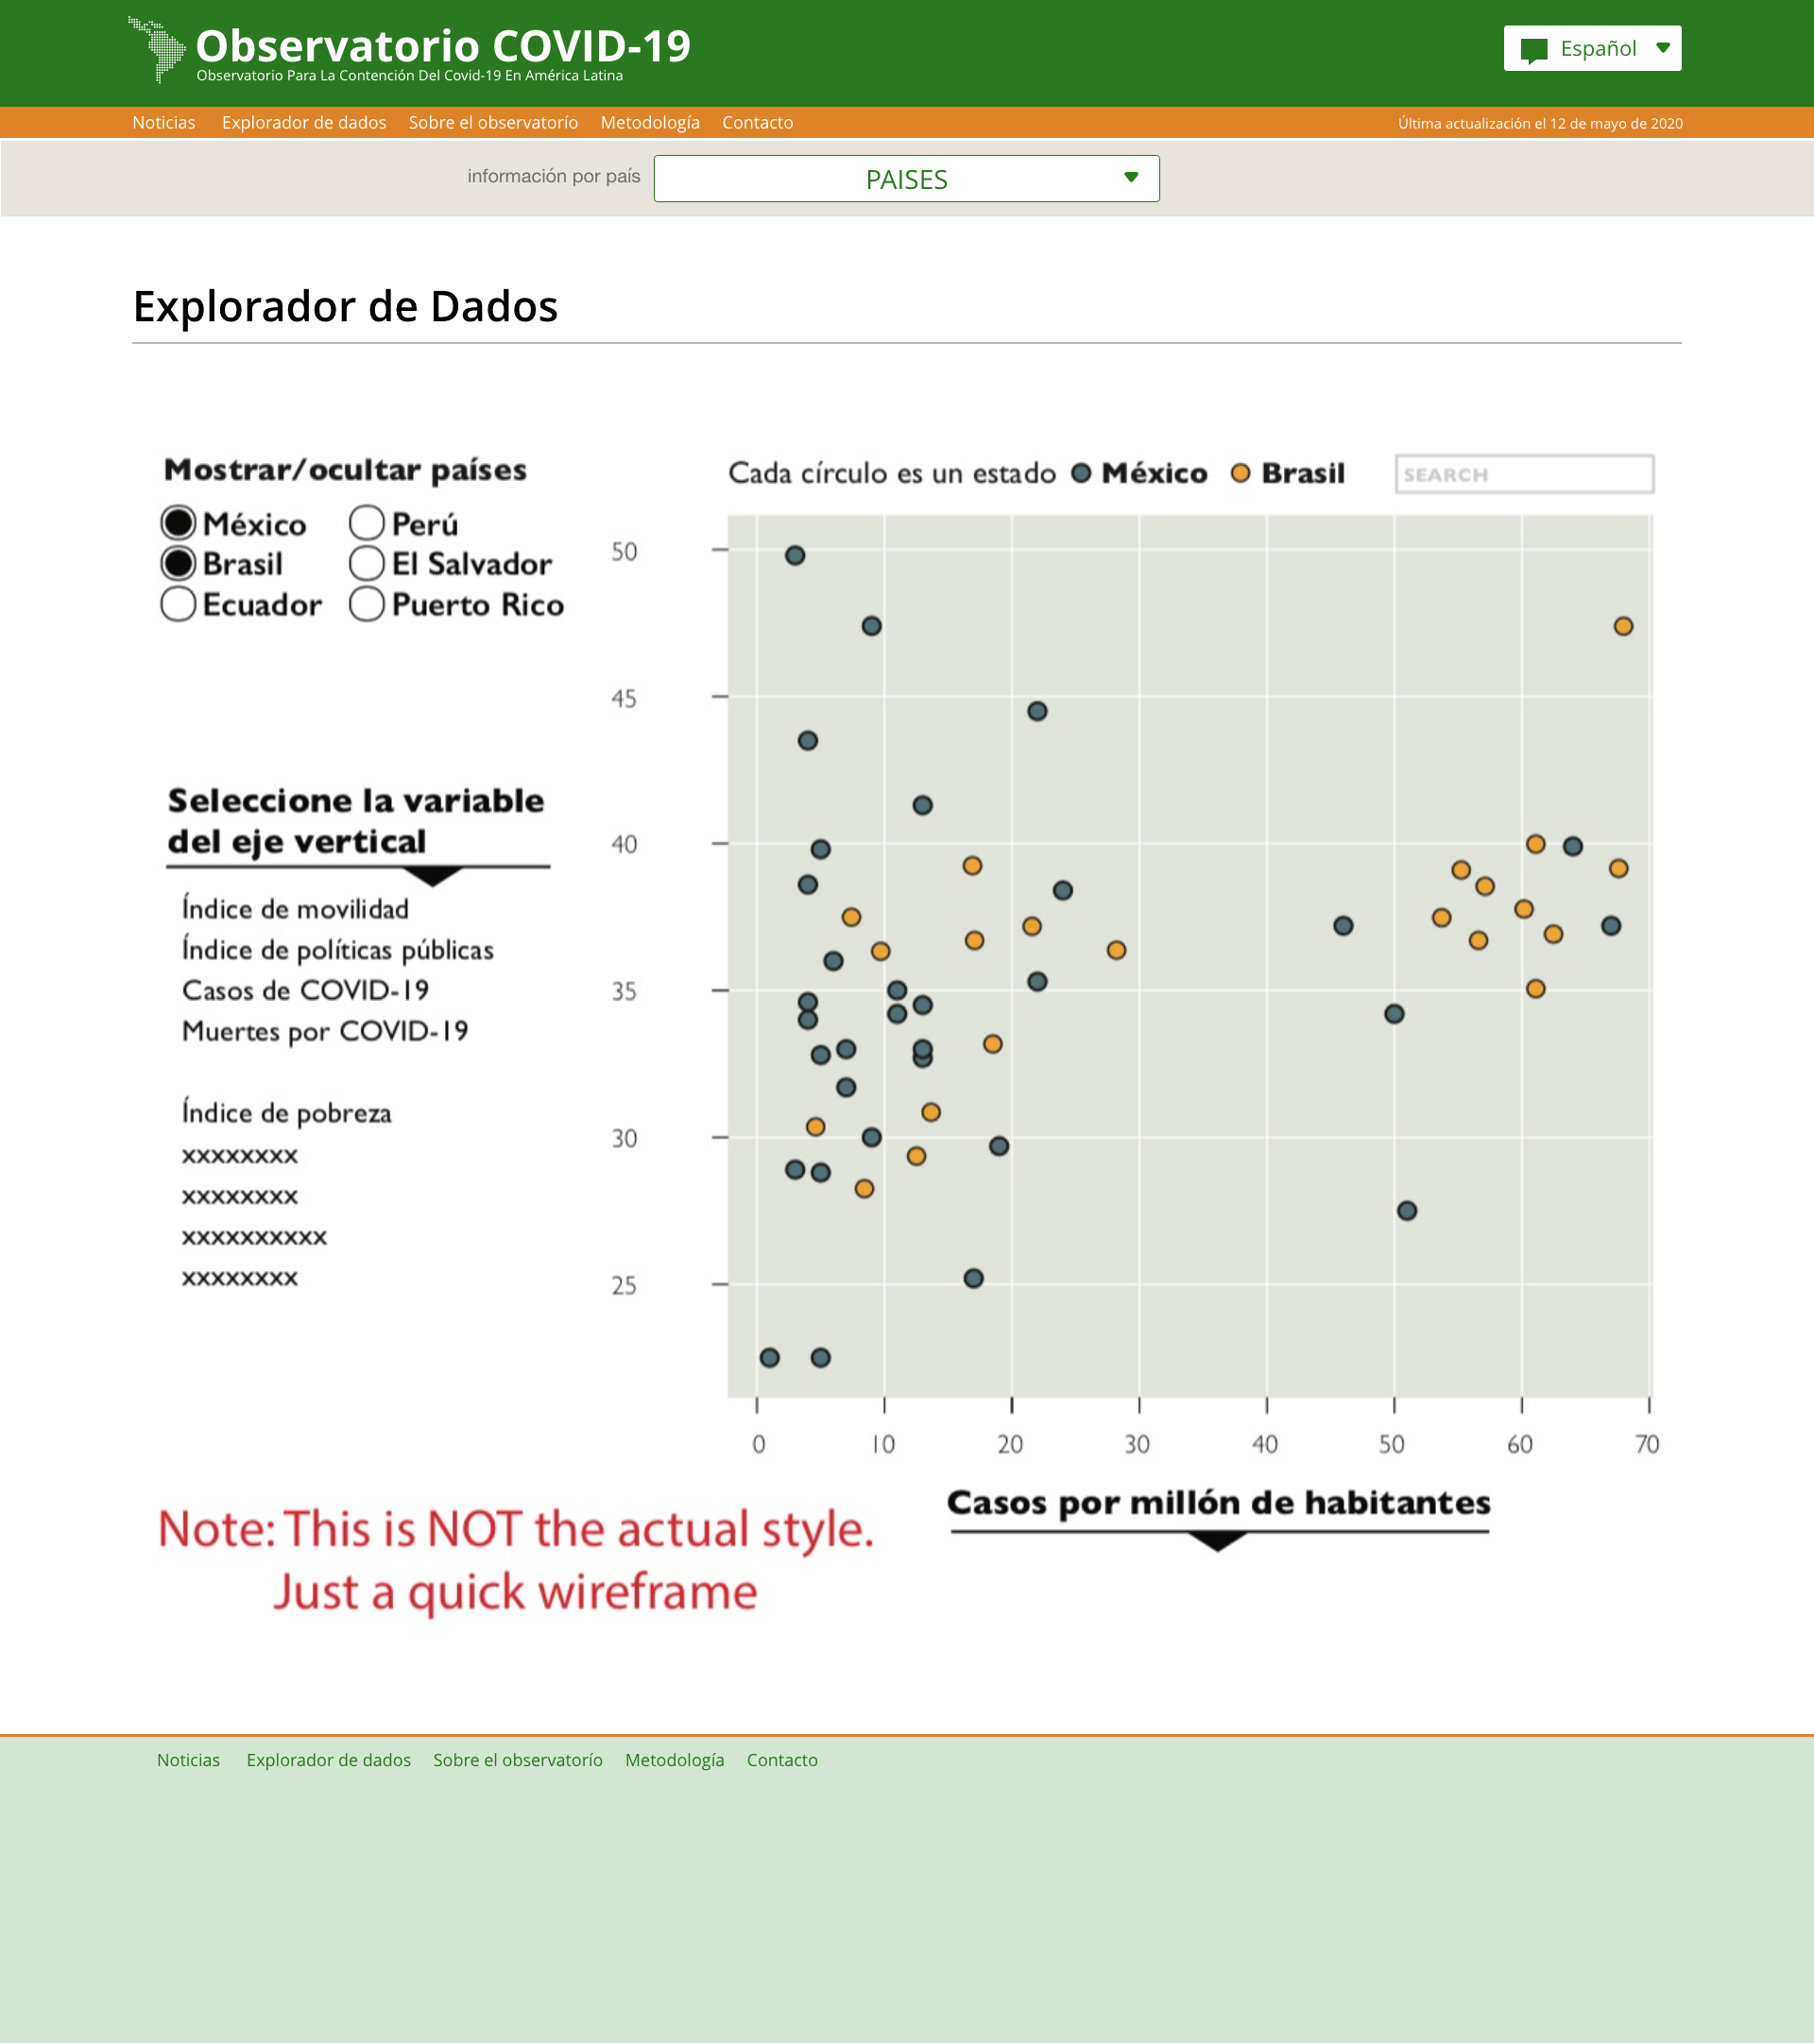 Observatorio COVID-19
Observatorio Para La Contención Del Covid-19 En América Latina
Español
Noticias Explorador de dados Sobre el observatorío Metodología Contacto
Última actualización el 12 de mayo de 2020
información por país
PAISES
Explorador de Dados
Mostrar/ocultar países
México Perú
Brasil El Salvador
Ecuador Puerto Rico
Seleccione la variable
del eje vertical
Índice de movilidad
Índice de políticas públicas
Casos de COVID-19
Muertes por COVID-19
Índice de pobreza
xxxxxxxx
xxxxxxxx
xxxxxxxxxx
xxxxxxxx
Cada círculo es un estado México Brasil
SEARCH
50
45
40
35
30
25
0 10 20 30 40 50 60 70
Casos por millón de habitantes
Note: This is NOT the actual style.
Just a quick wireframe
Noticias Explorador de dados Sobre el observatorío Metodología Contacto